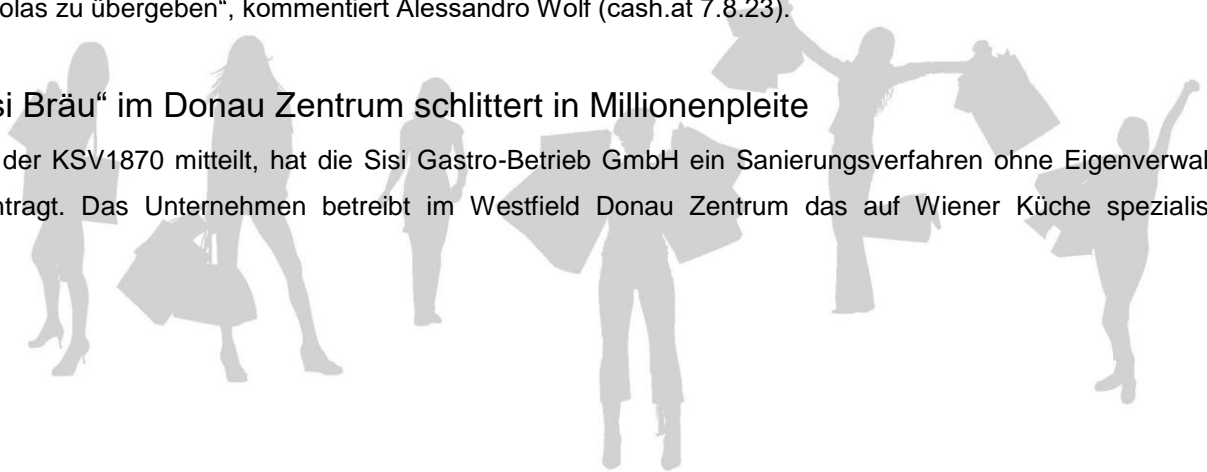 olas zu übergeben“, kommentiert Alessandro Wolf (cash.at 7.8.23).
si Bräu“ im Donau Zentrum schlittert in Millionenpleite
der KSV1870 mitteilt, hat die Sisi Gastro-Betrieb GmbH ein Sanierungsverfahren ohne Eigenverwal
ntragt. Das Unternehmen betreibt im Westfield Donau Zentrum das auf Wiener Küche spezialis